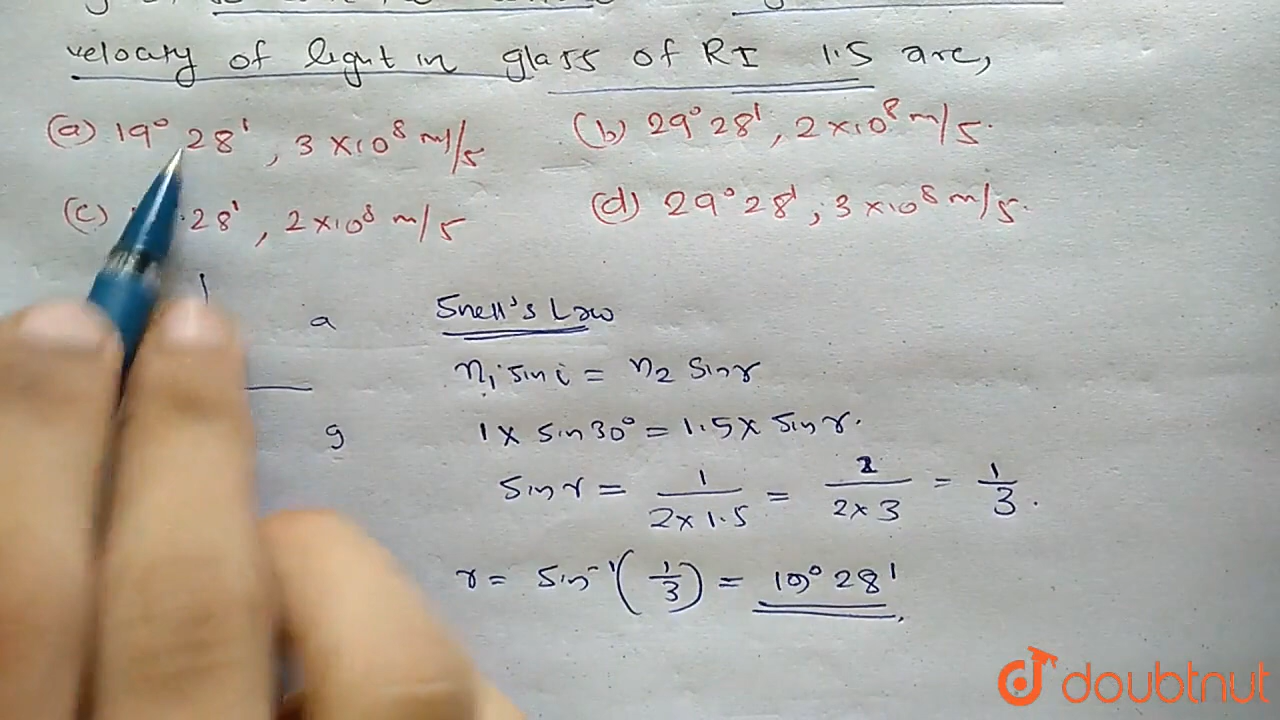 velocity of light in glass of RI 1.5 are,
(a) 19° 28' , 3×10⁸ m/s (b) 29° 28' , 2×10⁸ m/s.
(c) 28' , 2×10⁸ m/s (d) 29° 28' , 3×10⁸ m/s.
a
Snell's Law
n₁ sin i = n₂ sin r
g
1× sin30° = 1.5× sin r.
sin r = 1/(2×1.5) = 2/(2×3) = 1/3.
r = sin⁻¹(1/3) = 19° 28'
doubtnut